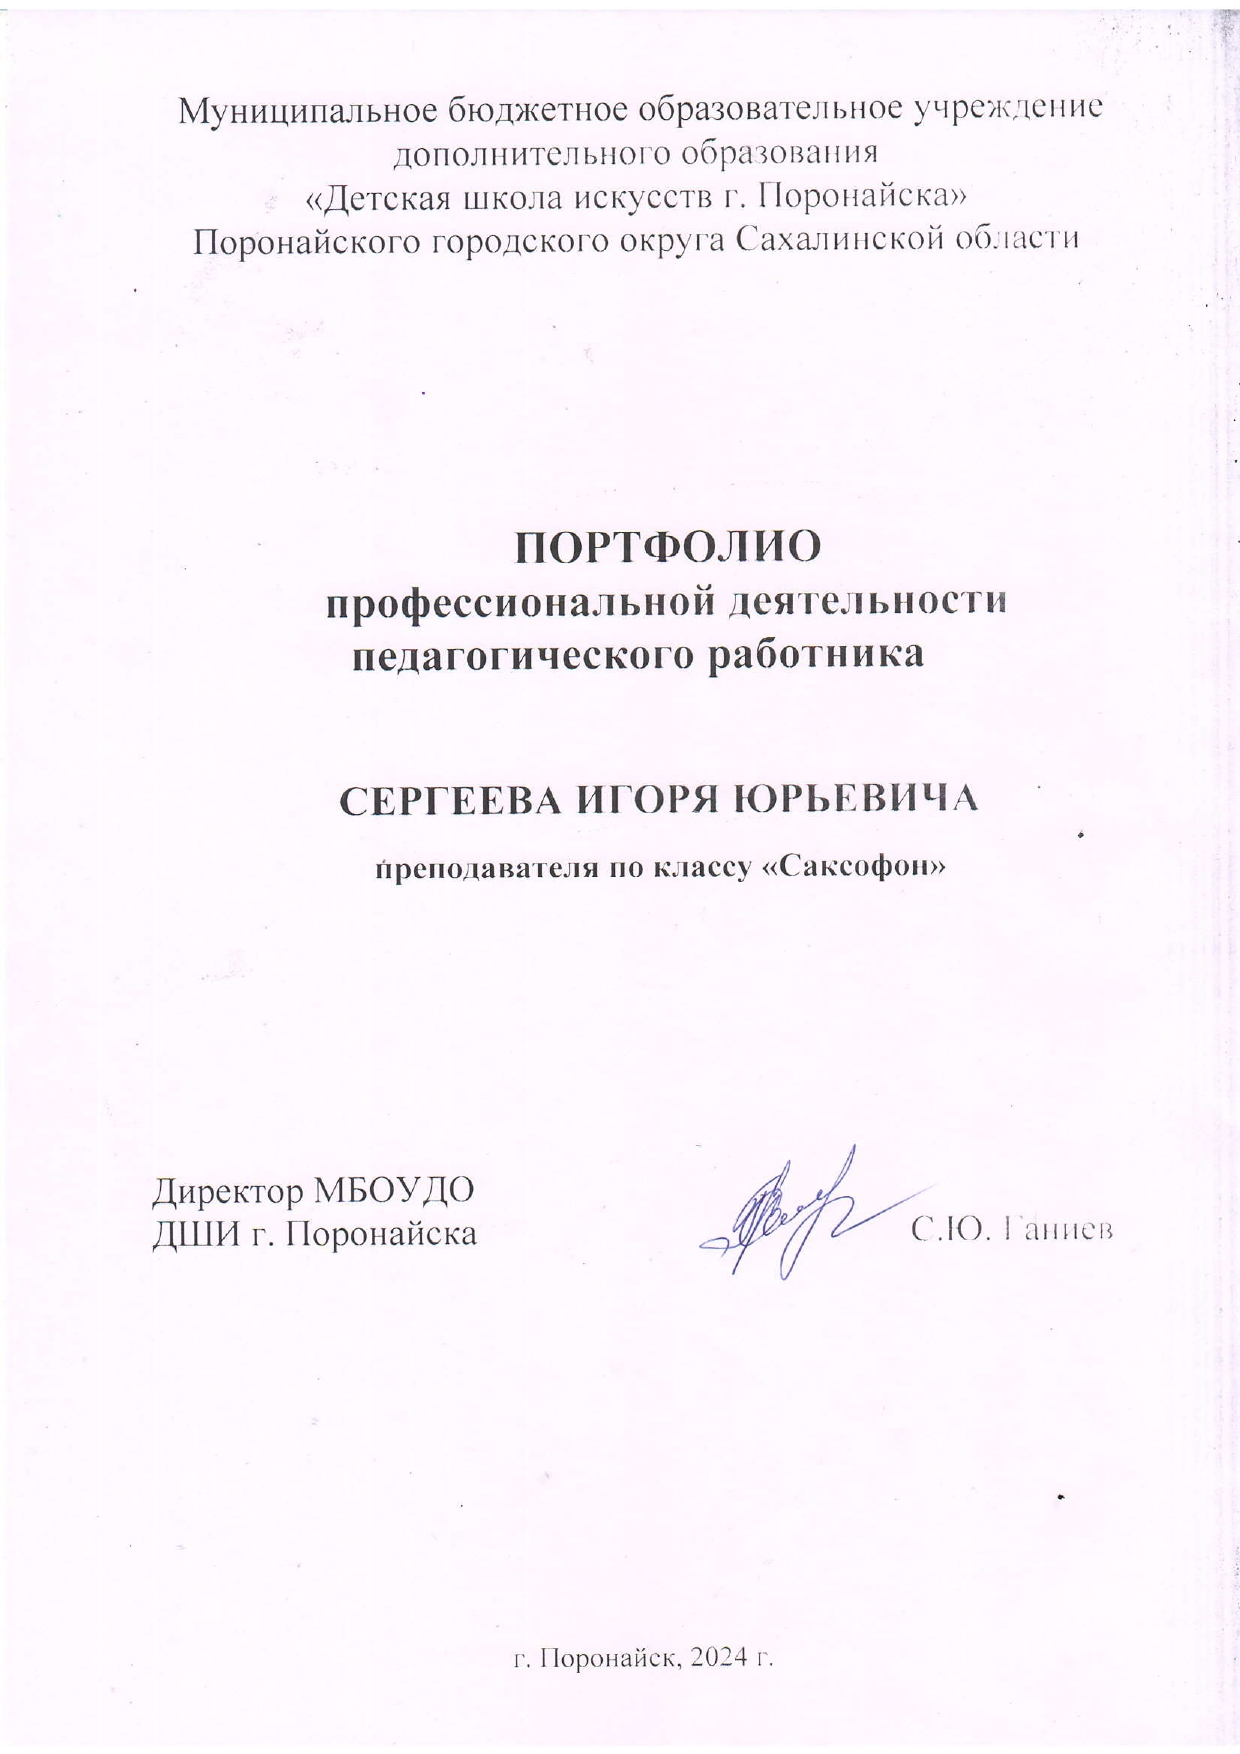 Муниципальное бюджетное образовательное учреждение
дополнительного образования
«Детская школа искусств г. Поронайска»
Поронайского городского округа Сахалинской области
ПОРТФОЛИО
профессиональной деятельности
педагогического работника
СЕРГЕЕВА ИГОРЯ ЮРЬЕВИЧА
преподавателя по классу «Саксофон»
Директор МБОУДО
ДШИ г. Поронайска С.Ю. Ганиев
г. Поронайск, 2024 г.